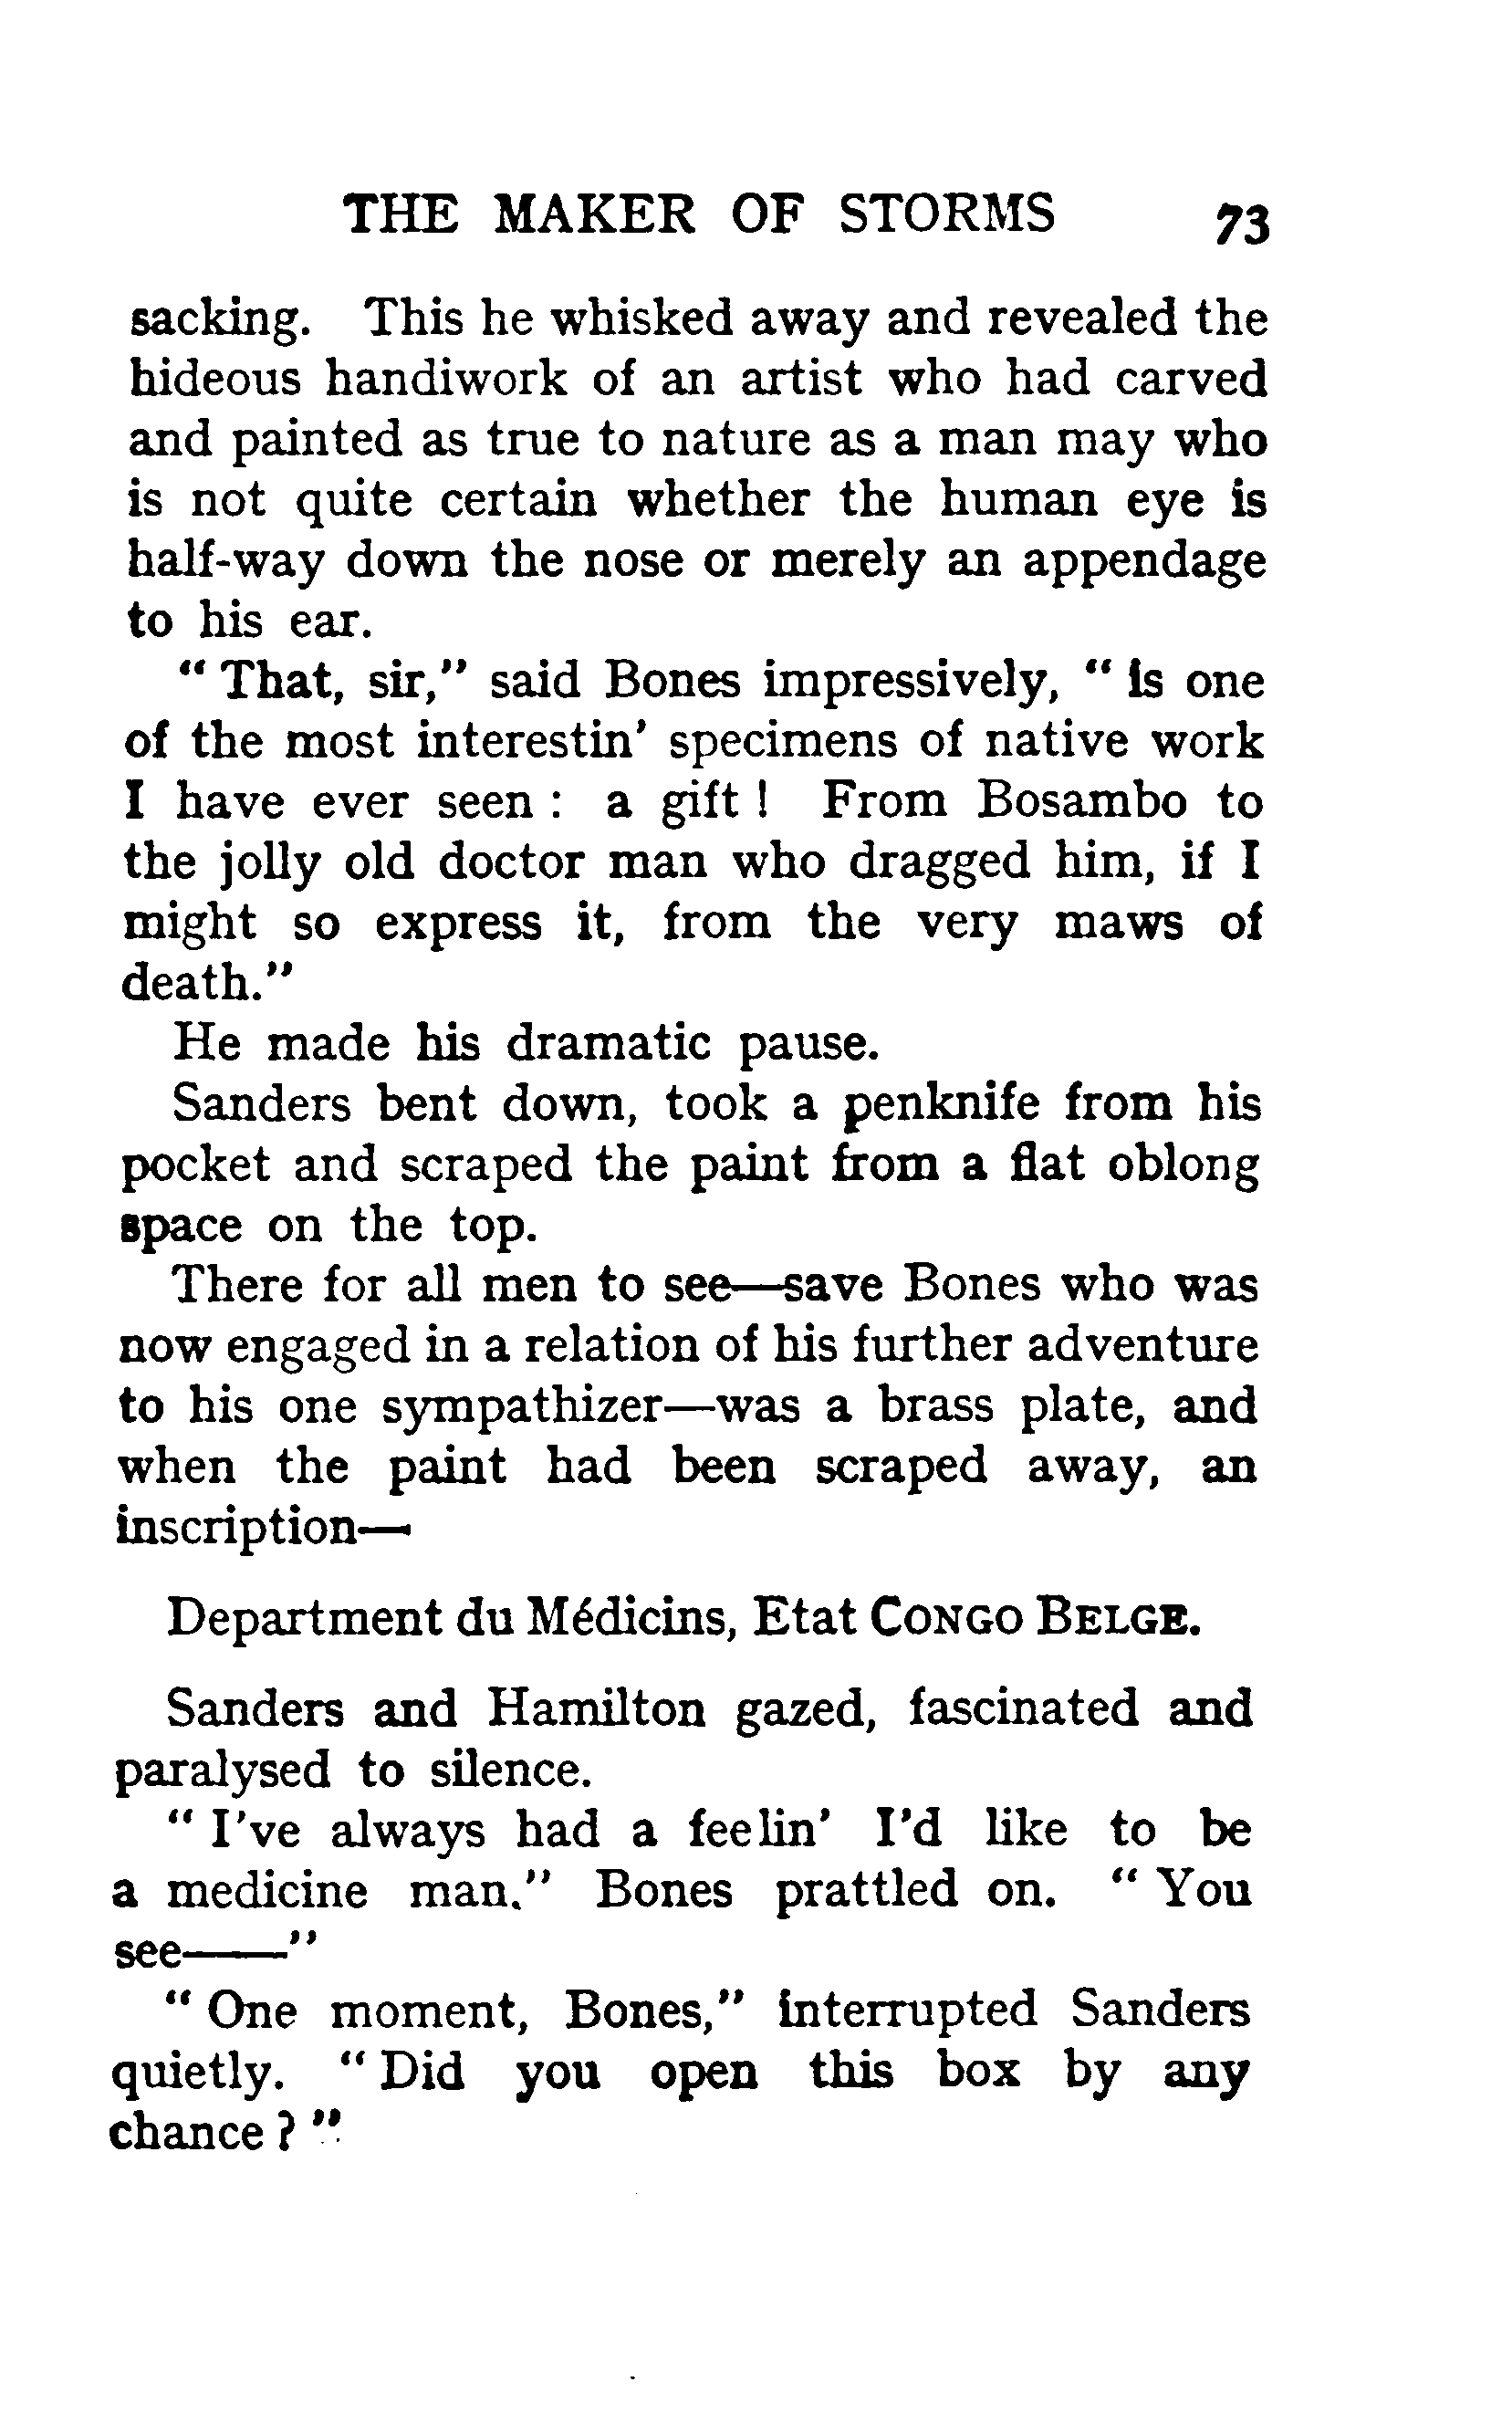 THE MAKER OF STORMS 73
sacking. This he whisked away and revealed the
hideous handiwork of an artist who had carved
and painted as true to nature as a man may who
is not quite certain whether the human eye is
half-way down the nose or merely an appendage
to his ear.
" That, sir," said Bones impressively, " is one
of the most interestin' specimens of native work
I have ever seen : a gift ! From Bosambo to
the jolly old doctor man who dragged him, if I
might so express it, from the very maws of
death."
He made his dramatic pause.
Sanders bent down, took a penknife from his
pocket and scraped the paint from a flat oblong
space on the top.
There for all men to see—save Bones who was
now engaged in a relation of his further adventure
to his one sympathizer—was a brass plate, and
when the paint had been scraped away, an
inscription—
Department du Médicins, Etat CONGO BELGE.
Sanders and Hamilton gazed, fascinated and
paralysed to silence.
" I've always had a feelin' I'd like to be
a medicine man." Bones prattled on. " You
see——"
" One moment, Bones," interrupted Sanders
quietly. " Did you open this box by any
chance ? "